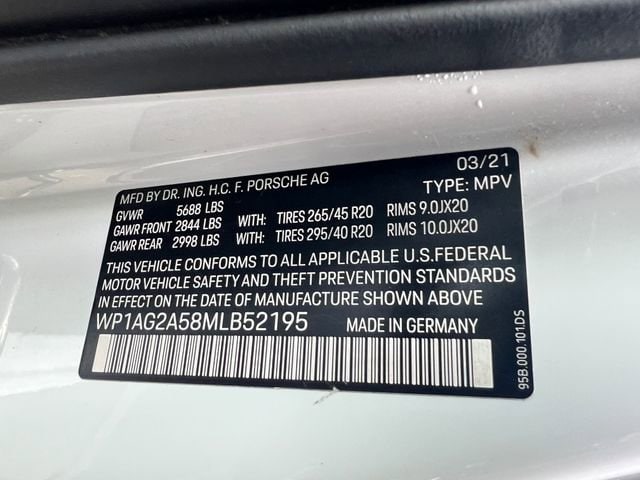 MFD BY DR. ING. H.C. F. PORSCHE AG 03/21
GVWR 5688 LBS TYPE: MPV
GAWR FRONT 2844 LBS WITH: TIRES 265/45 R20 RIMS 9.0JX20
GAWR REAR 2998 LBS WITH: TIRES 295/40 R20 RIMS 10.0JX20
THIS VEHICLE CONFORMS TO ALL APPLICABLE U.S.FEDERAL
MOTOR VEHICLE SAFETY AND THEFT PREVENTION STANDARDS
IN EFFECT ON THE DATE OF MANUFACTURE SHOWN ABOVE
WP1AG2A58MLB52195 MADE IN GERMANY
95B.000.101.DS